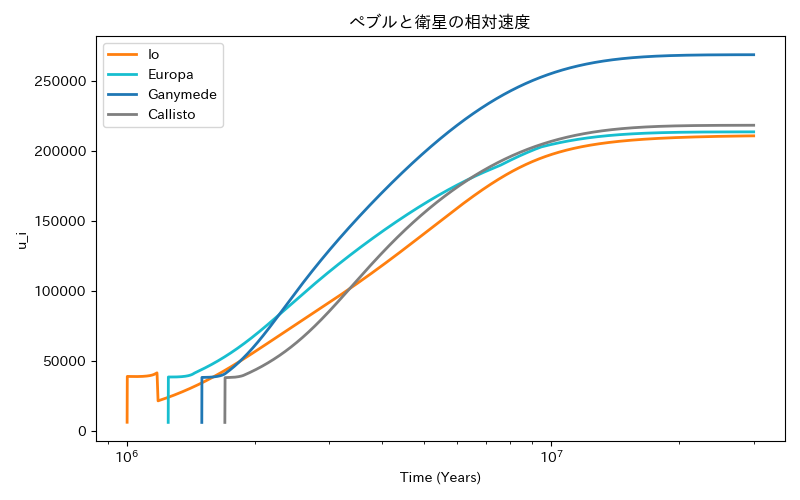 ペブルと衛星の相対速度
Io
Europa
Ganymede
Callisto
250000
200000
150000
100000
50000
0
u_i
10⁶
10⁷
Time (Years)